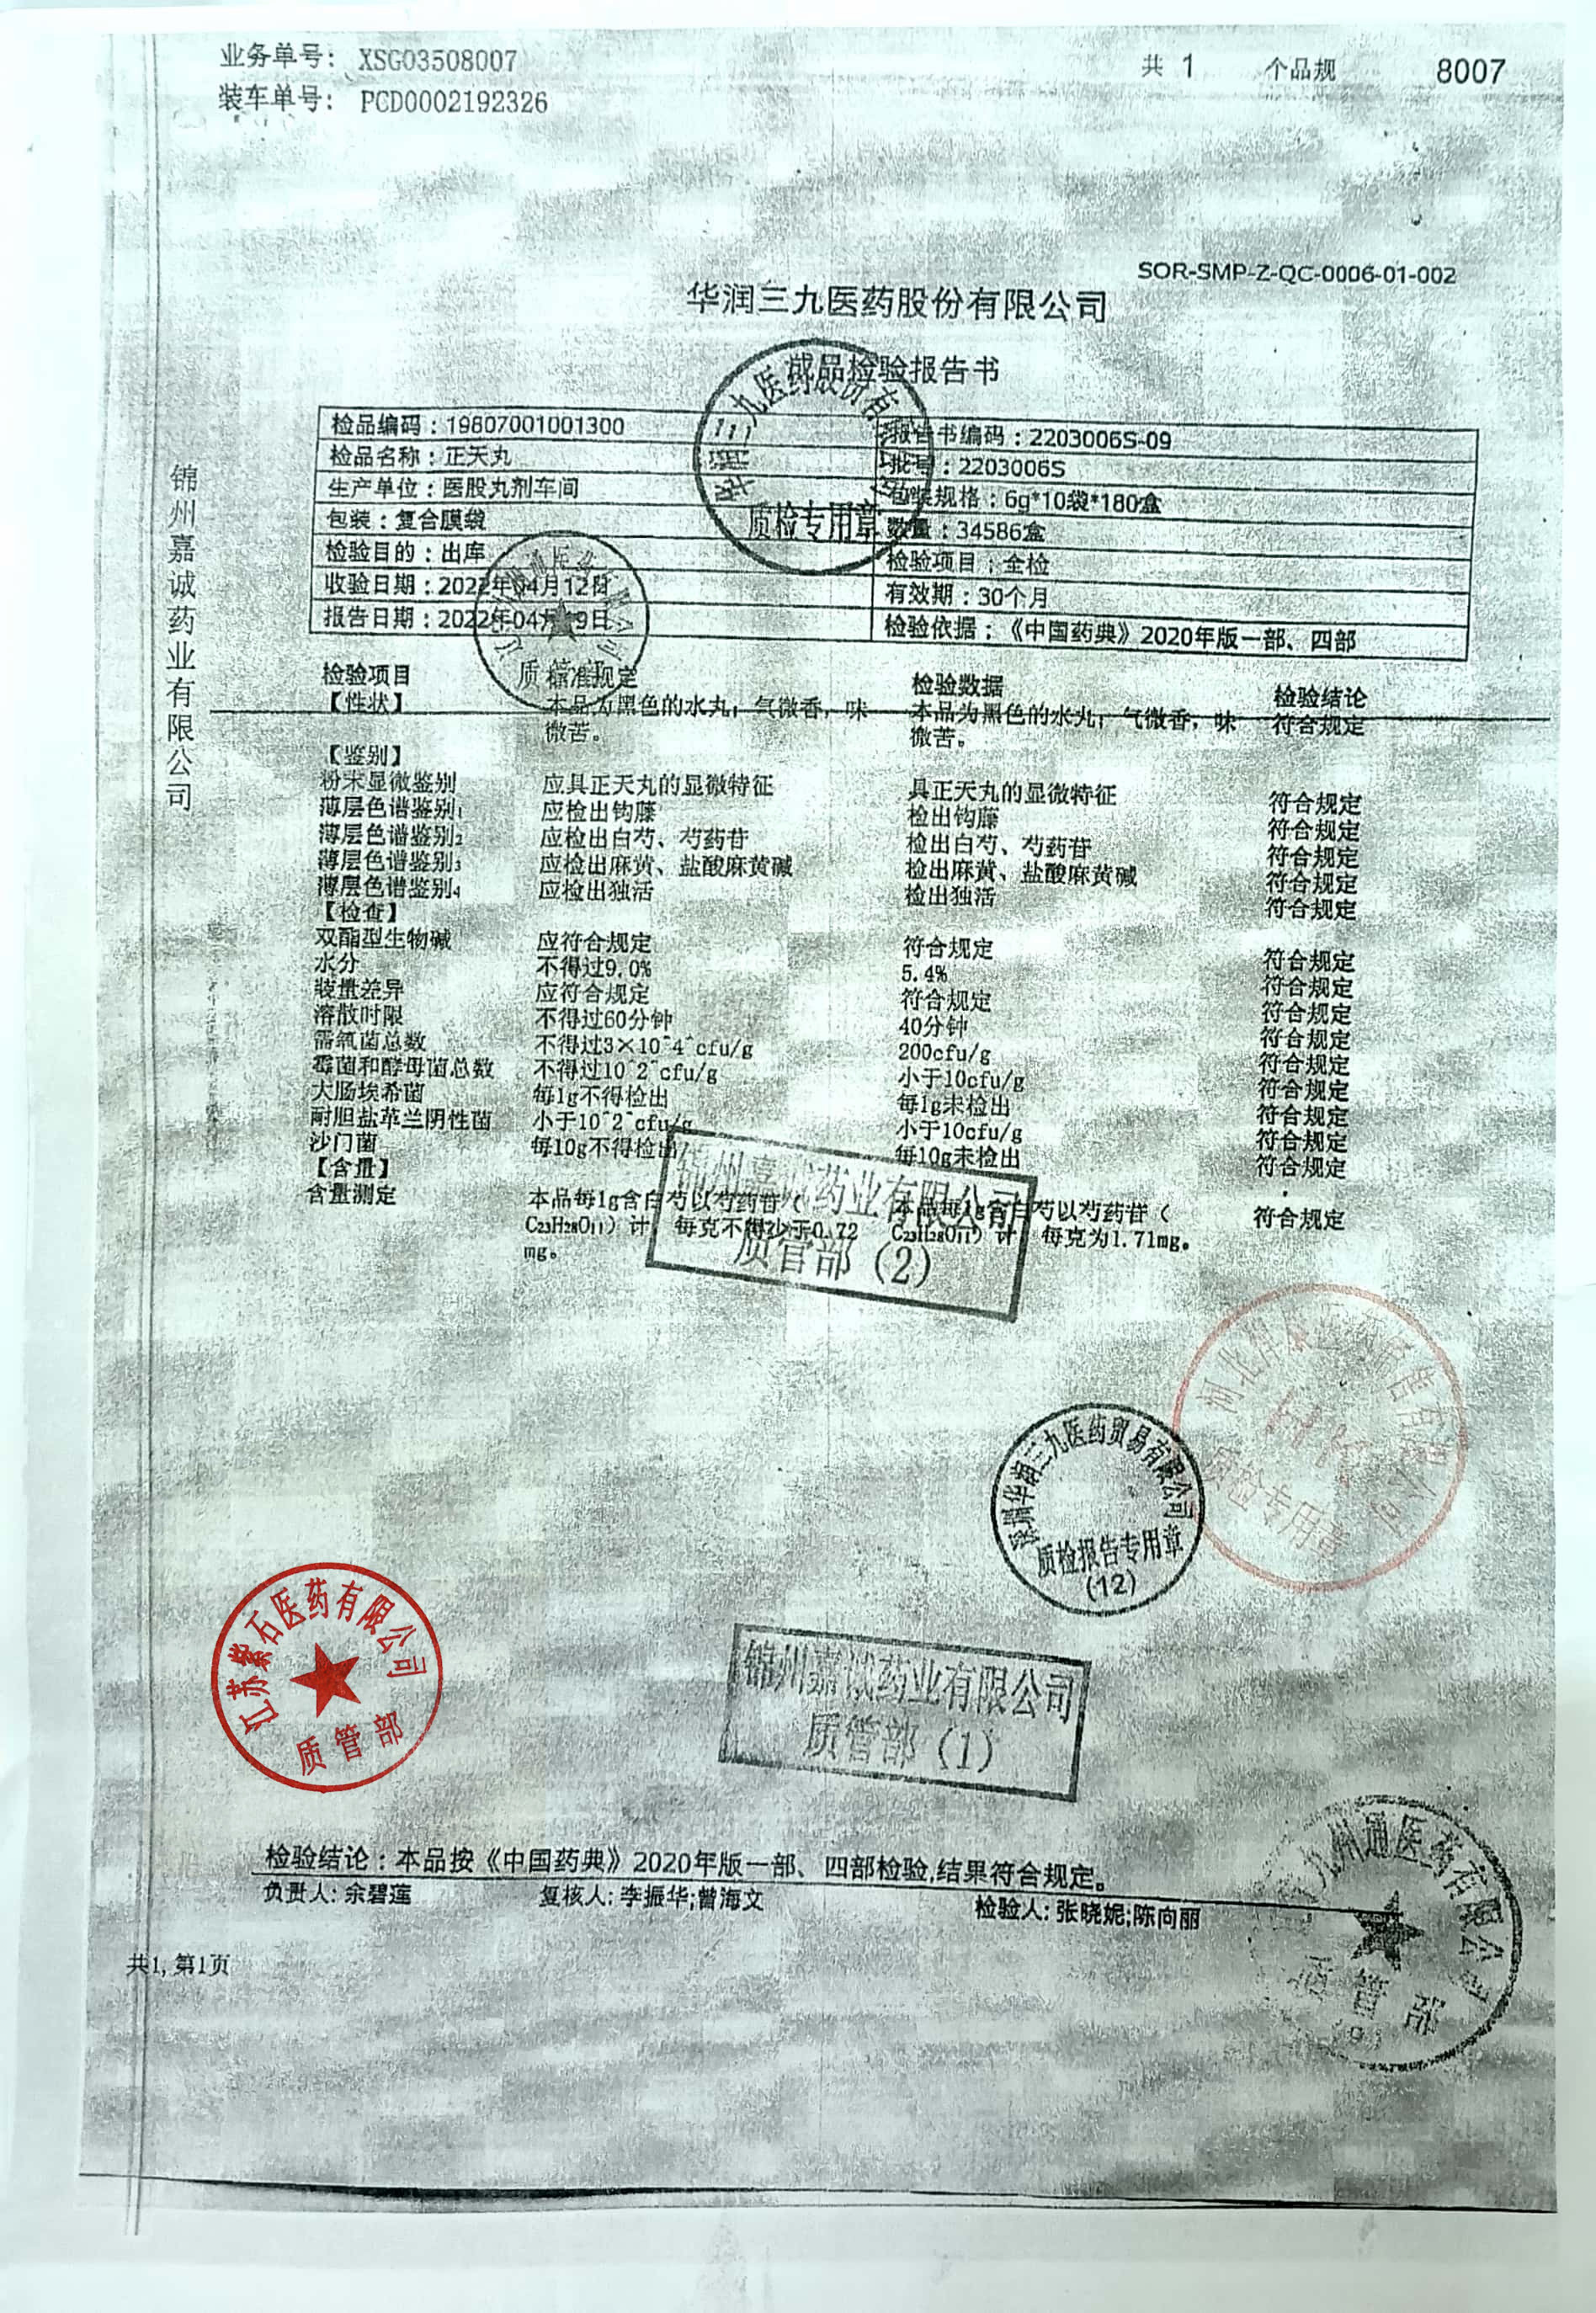 业务单号: XSG03508007
共 1 个品规 8007
装车单号: PCD0002192326
SOR-SMP-Z-QC-0006-01-002
华润三九医药股份有限公司
成品检验报告书
锦州嘉诚药业有限公司
检品编码：19807001001300 报告书编码：2203006S-09
检品名称：正天丸 批号：2203006S
生产单位：医股丸剂车间 包装规格：6g*10袋*180盒
包装：复合膜袋 数量：34586盒
检验目的：出库 检验项目：全检
收验日期：2022年04月12日 有效期：30个月
报告日期：2022年04月 9日 检验依据：《中国药典》2020年版一部、四部
质检专用章
质管部
检验项目 标准规定 检验数据 检验结论
【性状】 本品为黑色的水丸；气微香，味 本品为黑色的水丸；气微香，味 符合规定
微苦。 微苦。
【鉴别】
粉末显微鉴别 应具正天丸的显微特征 具正天丸的显微特征 符合规定
薄层色谱鉴别1 应检出钩藤 检出钩藤 符合规定
薄层色谱鉴别2 应检出白芍、芍药苷 检出白芍、芍药苷 符合规定
薄层色谱鉴别3 应检出麻黄、盐酸麻黄碱 检出麻黄、盐酸麻黄碱 符合规定
薄层色谱鉴别4 应检出独活 检出独活 符合规定
【检查】
双酯型生物碱 应符合规定 符合规定 符合规定
水分 不得过9.0% 5.4% 符合规定
装量差异 应符合规定 符合规定 符合规定
溶散时限 不得过60分钟 40分钟 符合规定
需氧菌总数 不得过3×10^4^cfu/g 200cfu/g 符合规定
霉菌和酵母菌总数 不得过10^2^cfu/g 小于10cfu/g 符合规定
大肠埃希菌 每1g不得检出 每1g未检出 符合规定
耐胆盐革兰阴性菌 小于10^2^cfu/g 小于10cfu/g 符合规定
沙门菌 每10g不得检出 每10g未检出 符合规定
【含量】
含量测定 本品每1g含白芍以芍药苷（ 本品每1g含白芍以芍药苷（ 符合规定
C23H28O11）计，每克不得少于0.72 C23H28O11）计，每克为1.71mg。
mg。
锦州嘉诚药业有限公司
质管部（2）
质检专用章
深圳华润三九医药贸易有限公司
质检报告专用章
(12)
江苏紫石医药有限公司
质管部
锦州嘉诚药业有限公司
质管部（1）
九州通医药有限公司
质管部
检验结论：本品按《中国药典》2020年版一部、四部检验,结果符合规定。
负责人: 余碧莲 复核人: 李振华;曾海文 检验人: 张晓妮;陈向丽
共1, 第1页